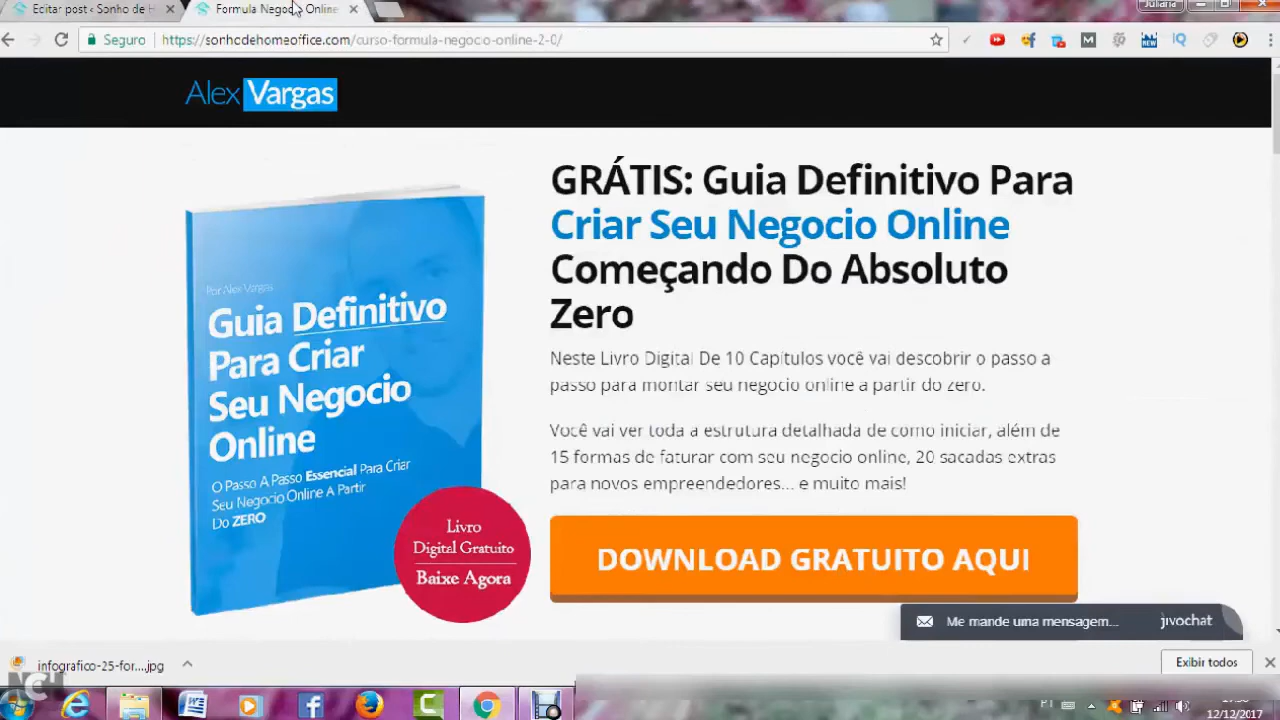 Editar post ‹ Sonho de H
Formula Negocio Online
Juliana
Seguro
https://sonhodehomeoffice.com/curso-formula-negocio-online-2-0/
NEW
Alex Vargas
GRÁTIS: Guia Definitivo Para
Criar Seu Negocio Online
Começando Do Absoluto
Zero
Neste Livro Digital De 10 Capitulos você vai descobrir o passo a
passo para montar seu negocio online a partir do zero.
Você vai ver toda a estrutura detalhada de como iniciar, além de
15 formas de faturar com seu negocio online, 20 sacadas extras
para novos empreendedores... e muito mais!
DOWNLOAD GRATUITO AQUI
Por Alex Vargas
Guia Definitivo
Para Criar
Seu Negocio
Online
O Passo A Passo Essencial Para Criar
Seu Negocio Online A Partir
Do ZERO
Livro
Digital Gratuito
Baixe Agora
Me mande uma mensagem...
jivochat
infografico-25-for....jpg
Exibir todos
NCH
PT
12/12/2017